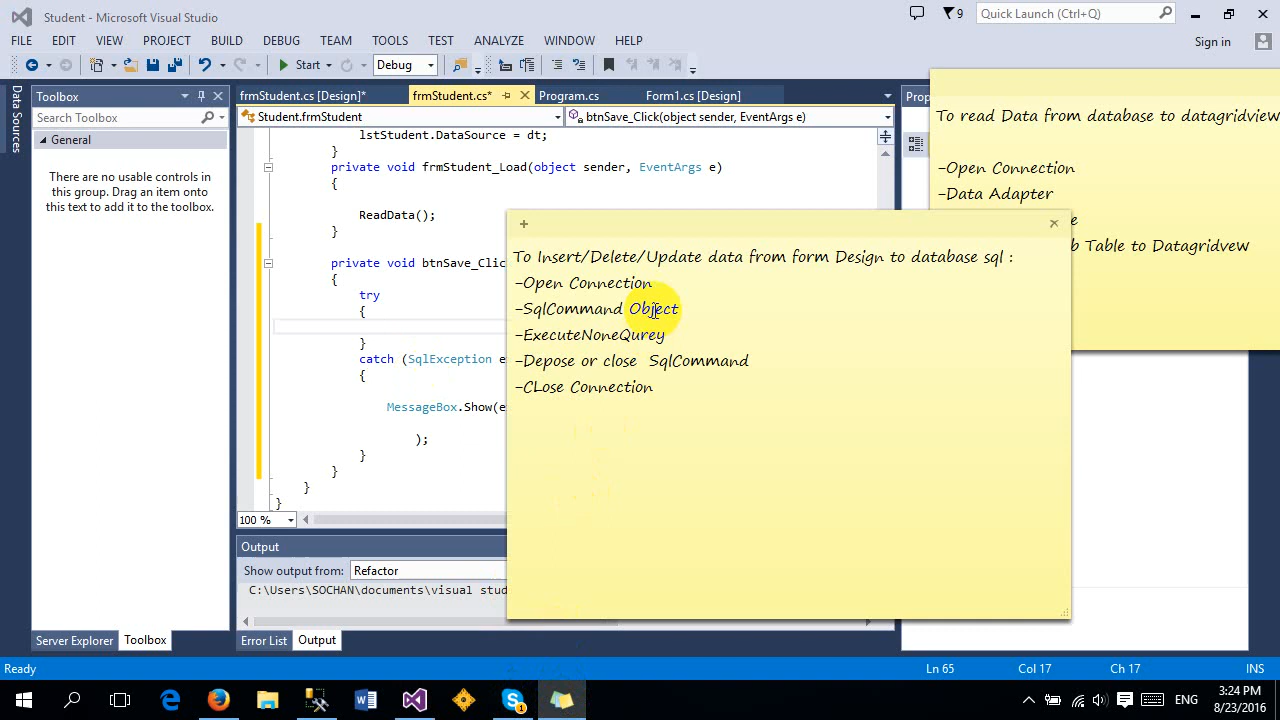 Student - Microsoft Visual Studio
9
Quick Launch (Ctrl+Q)
FILE EDIT VIEW PROJECT BUILD DEBUG TEAM TOOLS TEST ANALYZE WINDOW HELP
Sign in
Start
Debug
Data Sources
Toolbox
Search Toolbox
General
There are no usable controls in
this group. Drag an item onto
this text to add it to the toolbox.
Server Explorer Toolbox
frmStudent.cs [Design]* frmStudent.cs* Program.cs Form1.cs [Design]
Student.frmStudent btnSave_Click(object sender, EventArgs e)
lstStudent.DataSource = dt;
}
private void frmStudent_Load(object sender, EventArgs e)
{
ReadData();
}
private void btnSave_Clic
{
try
{
}
catch (SqlException e
{
MessageBox.Show(e
);
}
}
}
}
100 %
Output
Show output from: Refactor
C:\Users\SOCHAN\documents\visual stud
Error List Output
Prop
To read Data from database to datagridview
-Open Connection
-Data Adapter
e
b Table to Datagridvew
+
To Insert/Delete/Update data from form Design to database sql :
-Open Connection
-SqlCommand Object
-ExecuteNoneQurey
-Depose or close SqlCommand
-CLose Connection
Ready
Ln 65 Col 17 Ch 17 INS
1
ENG
3:24 PM
8/23/2016